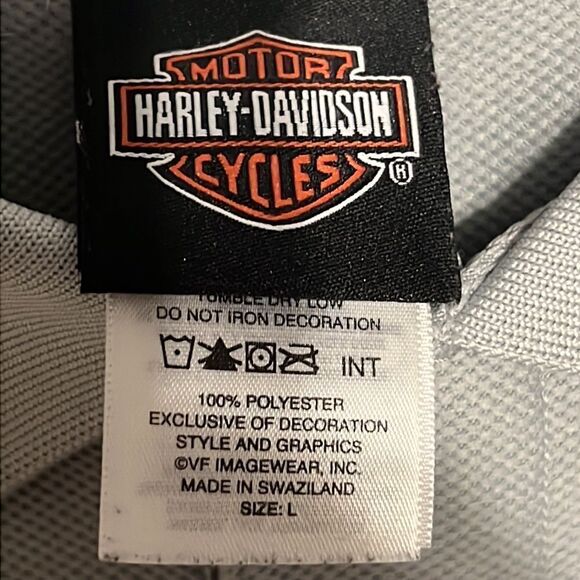 MOTOR
HARLEY-DAVIDSON
CYCLES
®
TUMBLE DRY LOW
DO NOT IRON DECORATION
INT
100% POLYESTER
EXCLUSIVE OF DECORATION
STYLE AND GRAPHICS
©VF IMAGEWEAR, INC.
MADE IN SWAZILAND
SIZE: L